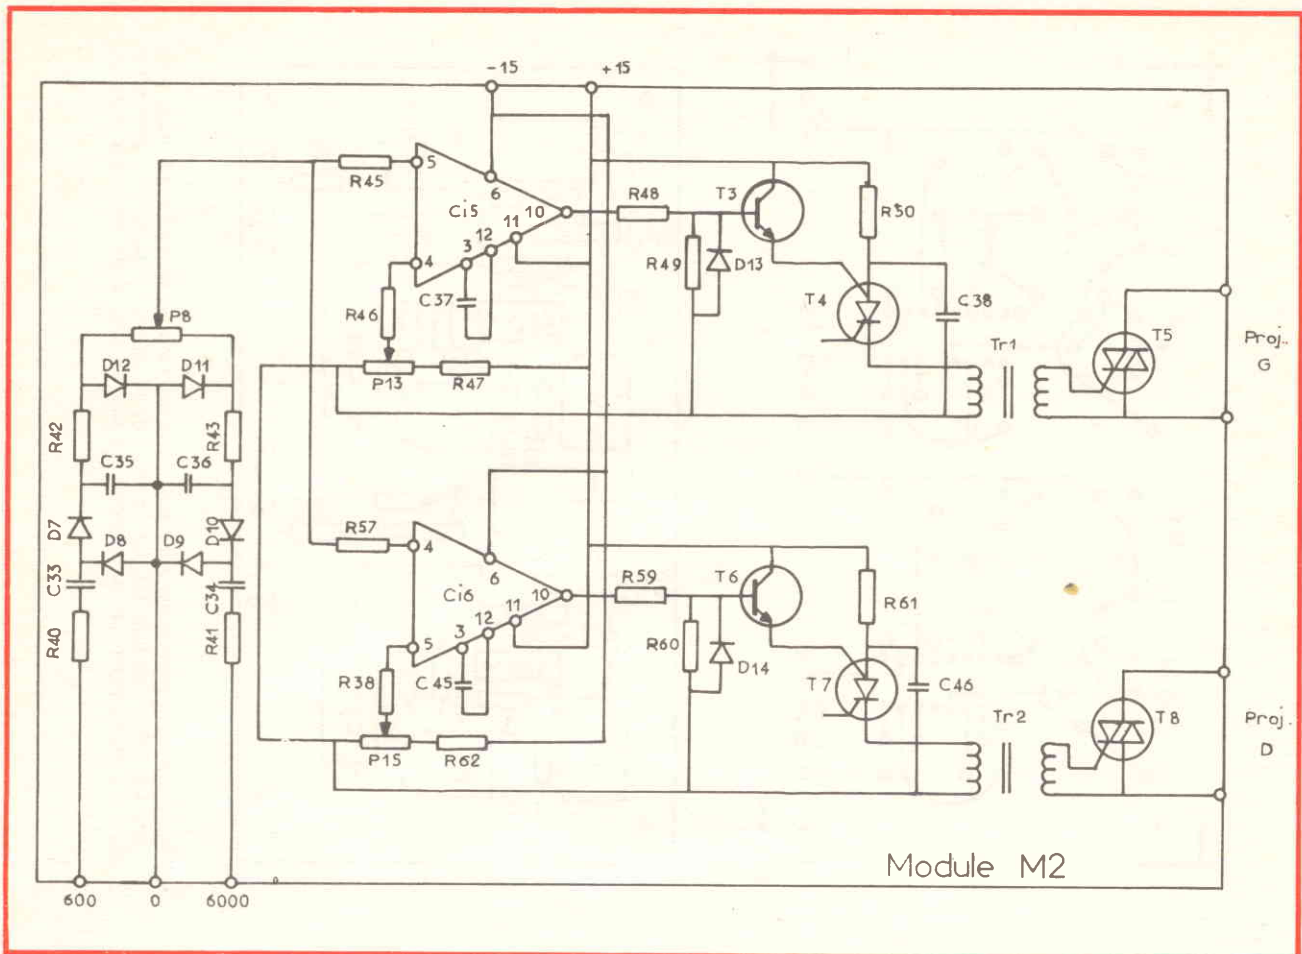 -15
+15
R45
5
6
Ci5
10
11
12
3
4
C37
R46
P13
R47
R48
T3
R49
D13
R50
T4
C38
Tr1
T5
Proj.
G
P8
D12
D11
R42
R43
C35
C36
D7
D8
D9
D10
C33
C34
R40
R41
R57
4
6
Ci6
10
11
12
3
5
C45
R38
P15
R62
R59
T6
R60
D14
R61
T7
C46
Tr2
T8
Proj.
D
Module M2
600
0
6000